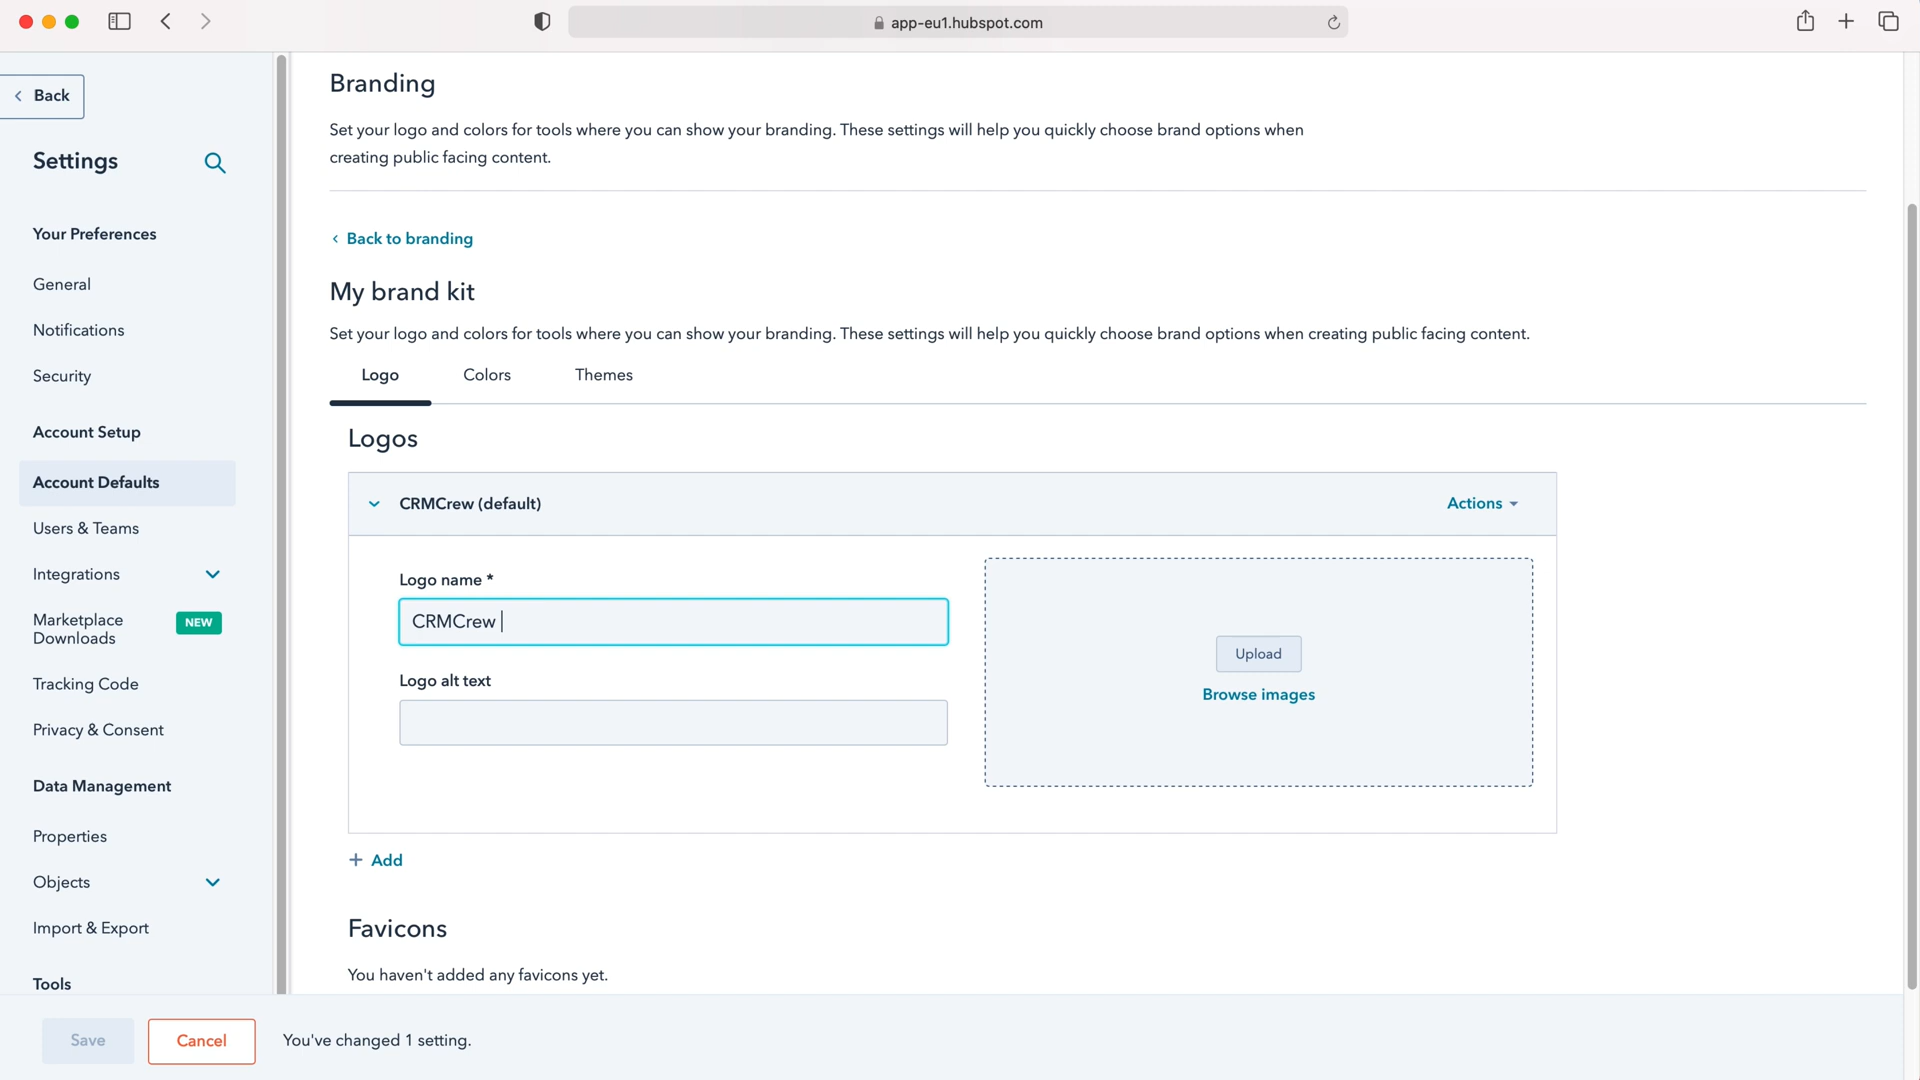 app-eu1.hubspot.com
Back
Settings
Your Preferences
General
Notifications
Security
Account Setup
Account Defaults
Users & Teams
Integrations
Marketplace
Downloads
NEW
Tracking Code
Privacy & Consent
Data Management
Properties
Objects
Import & Export
Tools
Branding
Set your logo and colors for tools where you can show your branding. These settings will help you quickly choose brand options when
creating public facing content.
Back to branding
My brand kit
Set your logo and colors for tools where you can show your branding. These settings will help you quickly choose brand options when creating public facing content.
Logo Colors Themes
Logos
CRMCrew (default) Actions
Logo name *
CRMCrew
Logo alt text
Upload
Browse images
+ Add
Favicons
You haven't added any favicons yet.
Save Cancel You've changed 1 setting.